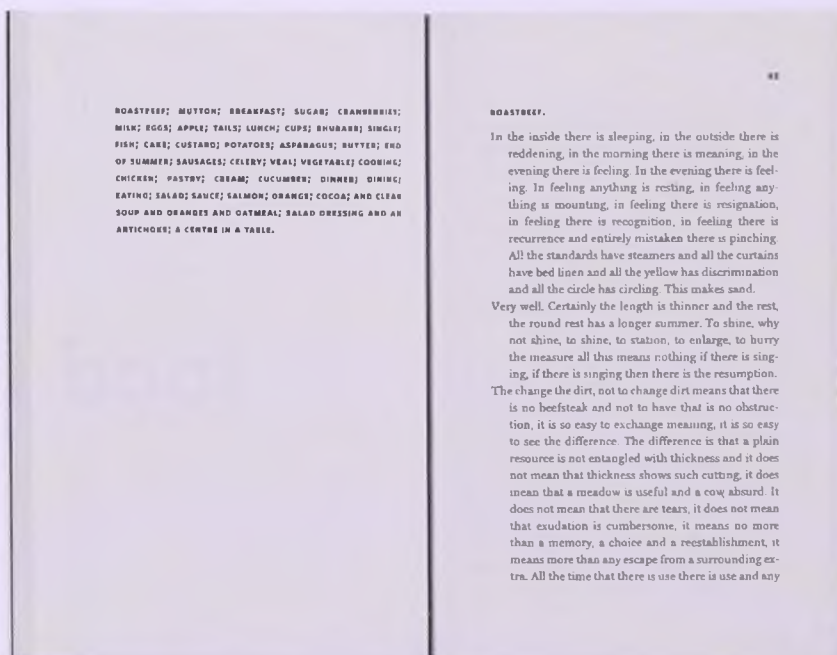 ROASTBEEF; MUTTON; BREAKFAST; SUGAR; CRANBERRIES;
MILK; EGGS; APPLE; TAILS; LUNCH; CUPS; RHUBARB; SINGLE;
FISH; CAKE; CUSTARD; POTATOES; ASPARAGUS; BUTTER; END
OF SUMMER; SAUSAGES; CELERY; VEAL; VEGETABLE; COOKING;
CHICKEN; PASTRY; CREAM; CUCUMBER; DINNER; DINING;
EATING; SALAD; SAUCE; SALMON; ORANGE; COCOA; AND CLEAR
SOUP AND ORANGES AND OATMEAL; SALAD DRESSING AND AN
ARTICHOKE; A CENTRE IN A TABLE.
ROASTBEEF.
In the inside there is sleeping, in the outside there is
reddening, in the morning there is meaning, in the
evening there is feeling. In the evening there is feel-
ing. In feeling anything is resting, in feeling any-
thing is mounting, in feeling there is resignation,
in feeling there is recognition, in feeling there is
recurrence and entirely mistaken there is pinching.
All the standards have steamers and all the curtains
have bed linen and all the yellow has discrimination
and all the circle has circling. This makes sand.
Very well. Certainly the length is thinner and the rest,
the round rest has a longer summer. To shine, why
not shine, to shine, to station, to enlarge, to hurry
the measure all this means nothing if there is sing-
ing, if there is singing then there is the resumption.
The change the dirt, not to change dirt means that there
is no beefsteak and not to have that is no obstruc-
tion, it is so easy to exchange meaning, it is so easy
to see the difference. The difference is that a plain
resource is not entangled with thickness and it does
not mean that thickness shows such cutting, it does
mean that a meadow is useful and a cow absurd. It
does not mean that there are tears, it does not mean
that exudation is cumbersome, it means no more
than a memory, a choice and a reestablishment, it
means more than any escape from a surrounding ex-
tra. All the time that there is use there is use and any